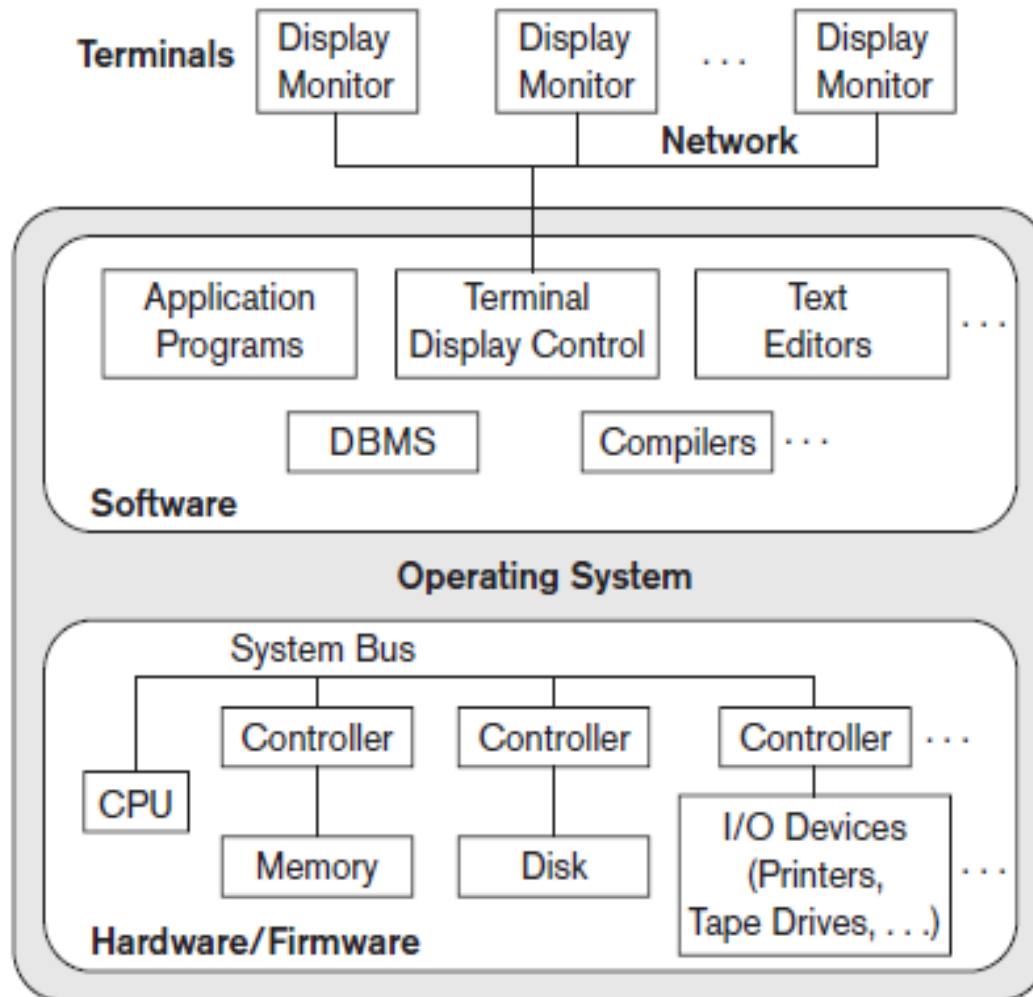 Terminals
Display
Monitor
Display
Monitor
. . .
Display
Monitor
Network
Application
Programs
Terminal
Display Control
Text
Editors
. . .
DBMS
Compilers
. . .
Software
Operating System
System Bus
Controller
Controller
Controller
. . .
CPU
Memory
Disk
I/O Devices
(Printers,
Tape Drives, . . .)
. . .
Hardware/Firmware